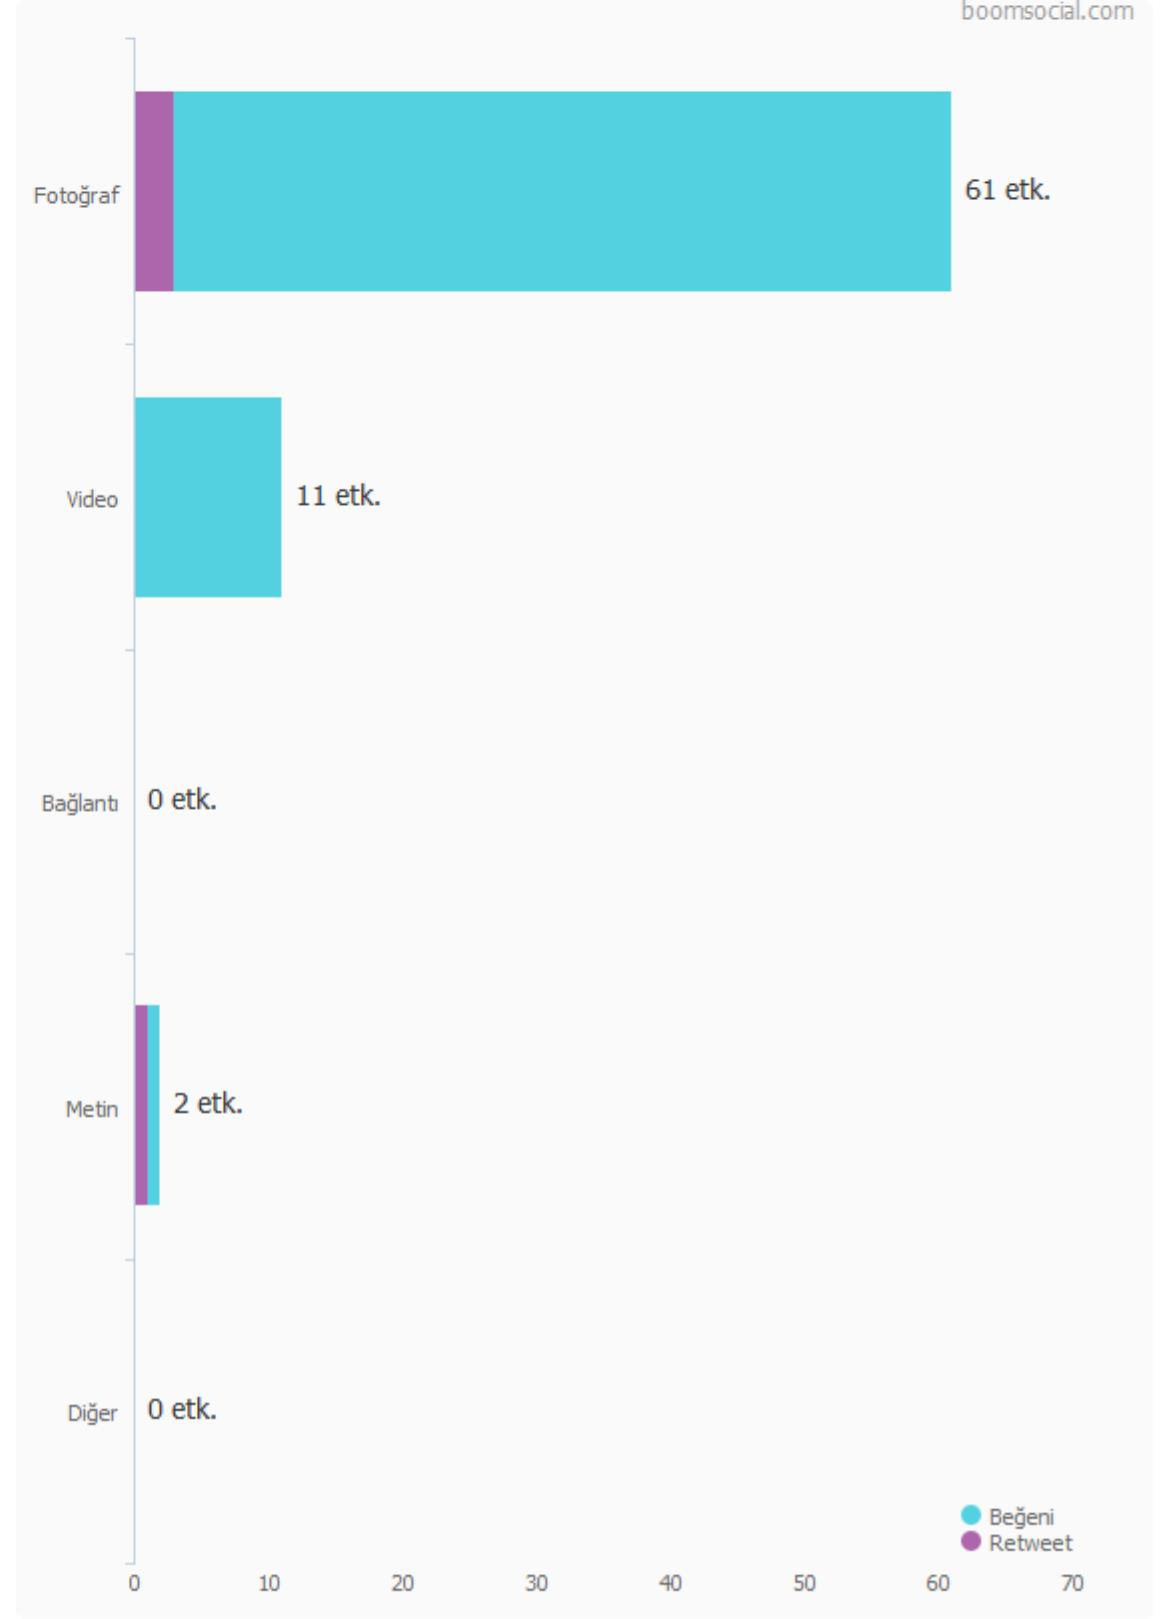 boomsocial.com
Fotoğraf
61 etk.
Video
11 etk.
Bağlantı
0 etk.
Metin
2 etk.
Diğer
0 etk.
Beğeni
Retweet
0 10 20 30 40 50 60 70